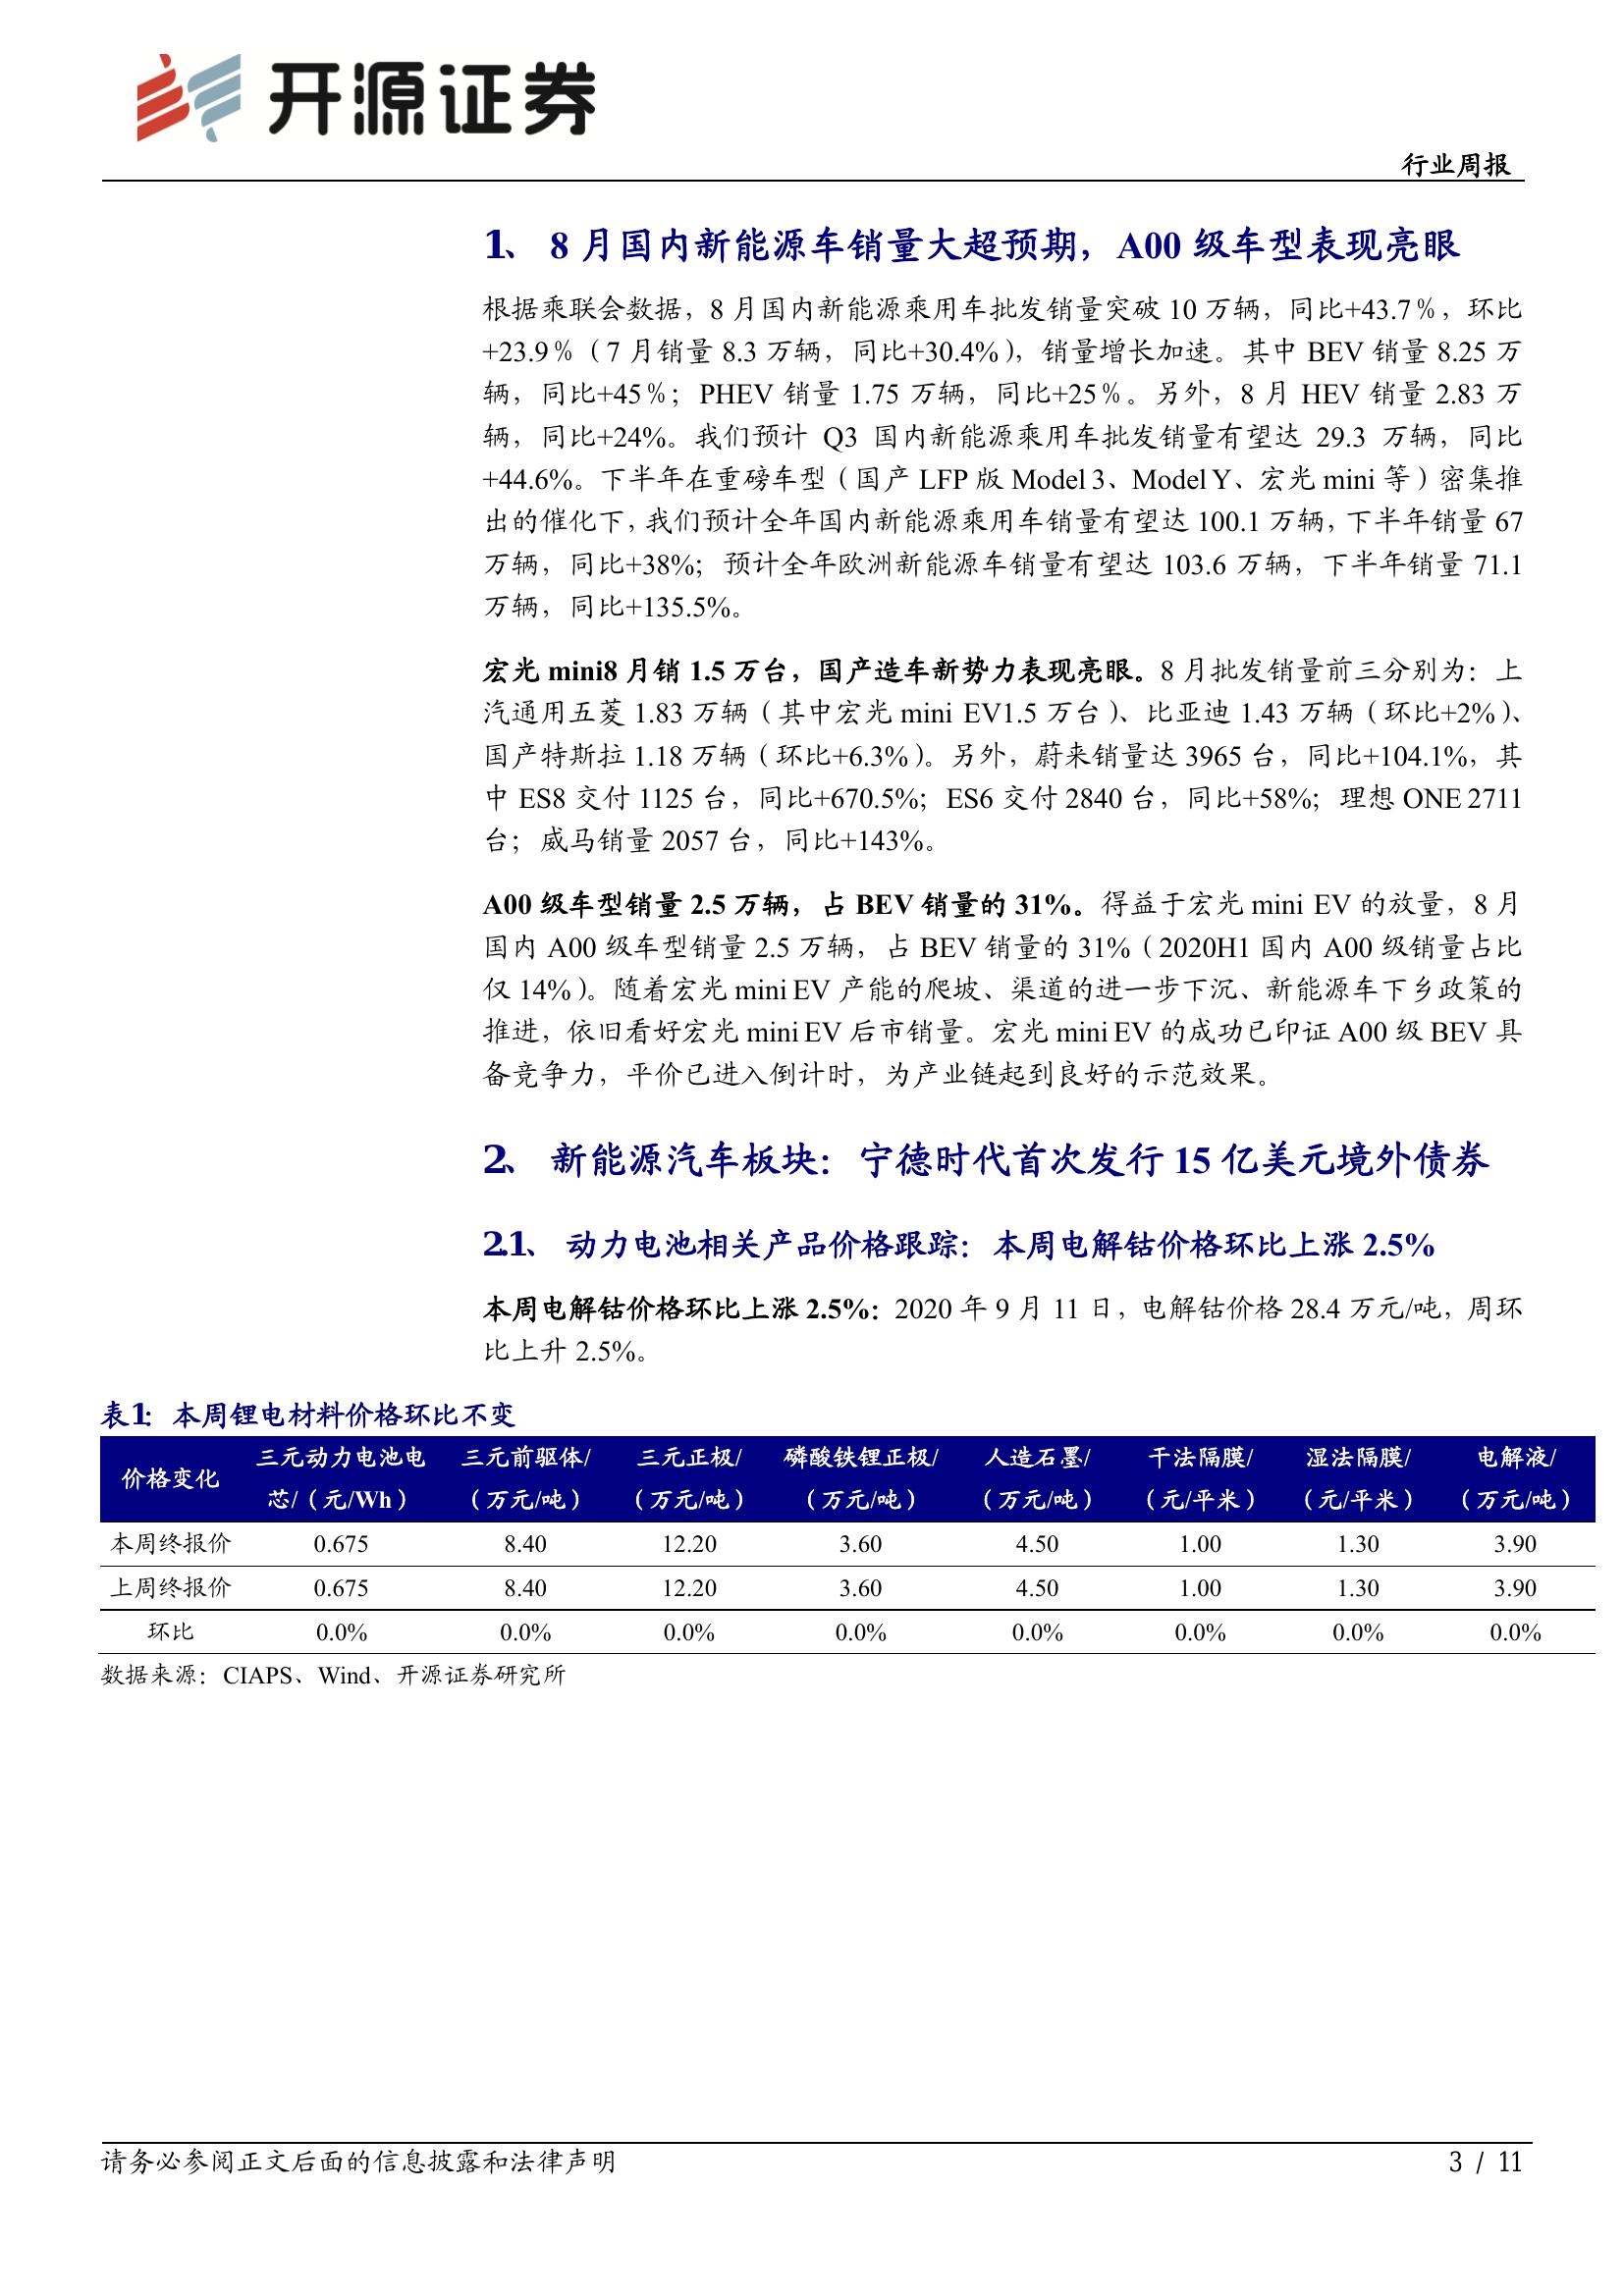 开源证券
行业周报
1、 8 月国内新能源车销量大超预期，A00 级车型表现亮眼
根据乘联会数据，8 月国内新能源乘用车批发销量突破 10 万辆，同比+43.7％，环比
+23.9％（7 月销量 8.3 万辆，同比+30.4%），销量增长加速。其中 BEV 销量 8.25 万
辆，同比+45％；PHEV 销量 1.75 万辆，同比+25％。另外，8 月 HEV 销量 2.83 万
辆，同比+24%。我们预计 Q3 国内新能源乘用车批发销量有望达 29.3 万辆，同比
+44.6%。下半年在重磅车型（国产 LFP 版 Model 3、Model Y、宏光 mini 等）密集推
出的催化下，我们预计全年国内新能源乘用车销量有望达 100.1 万辆，下半年销量 67
万辆，同比+38%；预计全年欧洲新能源车销量有望达 103.6 万辆，下半年销量 71.1
万辆，同比+135.5%。
宏光 mini8 月销 1.5 万台，国产造车新势力表现亮眼。8 月批发销量前三分别为：上
汽通用五菱 1.83 万辆（其中宏光 mini EV1.5 万台）、比亚迪 1.43 万辆（环比+2%）、
国产特斯拉 1.18 万辆（环比+6.3%）。另外，蔚来销量达 3965 台，同比+104.1%，其
中 ES8 交付 1125 台，同比+670.5%；ES6 交付 2840 台，同比+58%；理想 ONE 2711
台；威马销量 2057 台，同比+143%。
A00 级车型销量 2.5 万辆，占 BEV 销量的 31%。得益于宏光 mini EV 的放量，8 月
国内 A00 级车型销量 2.5 万辆，占 BEV 销量的 31%（2020H1 国内 A00 级销量占比
仅 14%）。随着宏光 mini EV 产能的爬坡、渠道的进一步下沉、新能源车下乡政策的
推进，依旧看好宏光 mini EV 后市销量。宏光 mini EV 的成功已印证 A00 级 BEV 具
备竞争力，平价已进入倒计时，为产业链起到良好的示范效果。
2、 新能源汽车板块：宁德时代首次发行 15 亿美元境外债券
2.1、 动力电池相关产品价格跟踪：本周电解钴价格环比上涨 2.5%
本周电解钴价格环比上涨 2.5%：2020 年 9 月 11 日，电解钴价格 28.4 万元/吨，周环
比上升 2.5%。
表1：本周锂电材料价格环比不变
价格变化 三元动力电池电芯/（元/Wh） 三元前驱体/（万元/吨） 三元正极/（万元/吨） 磷酸铁锂正极/（万元/吨） 人造石墨/（万元/吨） 干法隔膜/（元/平米） 湿法隔膜/（元/平米） 电解液/（万元/吨）
本周终报价 0.675 8.40 12.20 3.60 4.50 1.00 1.30 3.90
上周终报价 0.675 8.40 12.20 3.60 4.50 1.00 1.30 3.90
环比 0.0% 0.0% 0.0% 0.0% 0.0% 0.0% 0.0% 0.0%
数据来源：CIAPS、Wind、开源证券研究所
请务必参阅正文后面的信息披露和法律声明
3 / 11